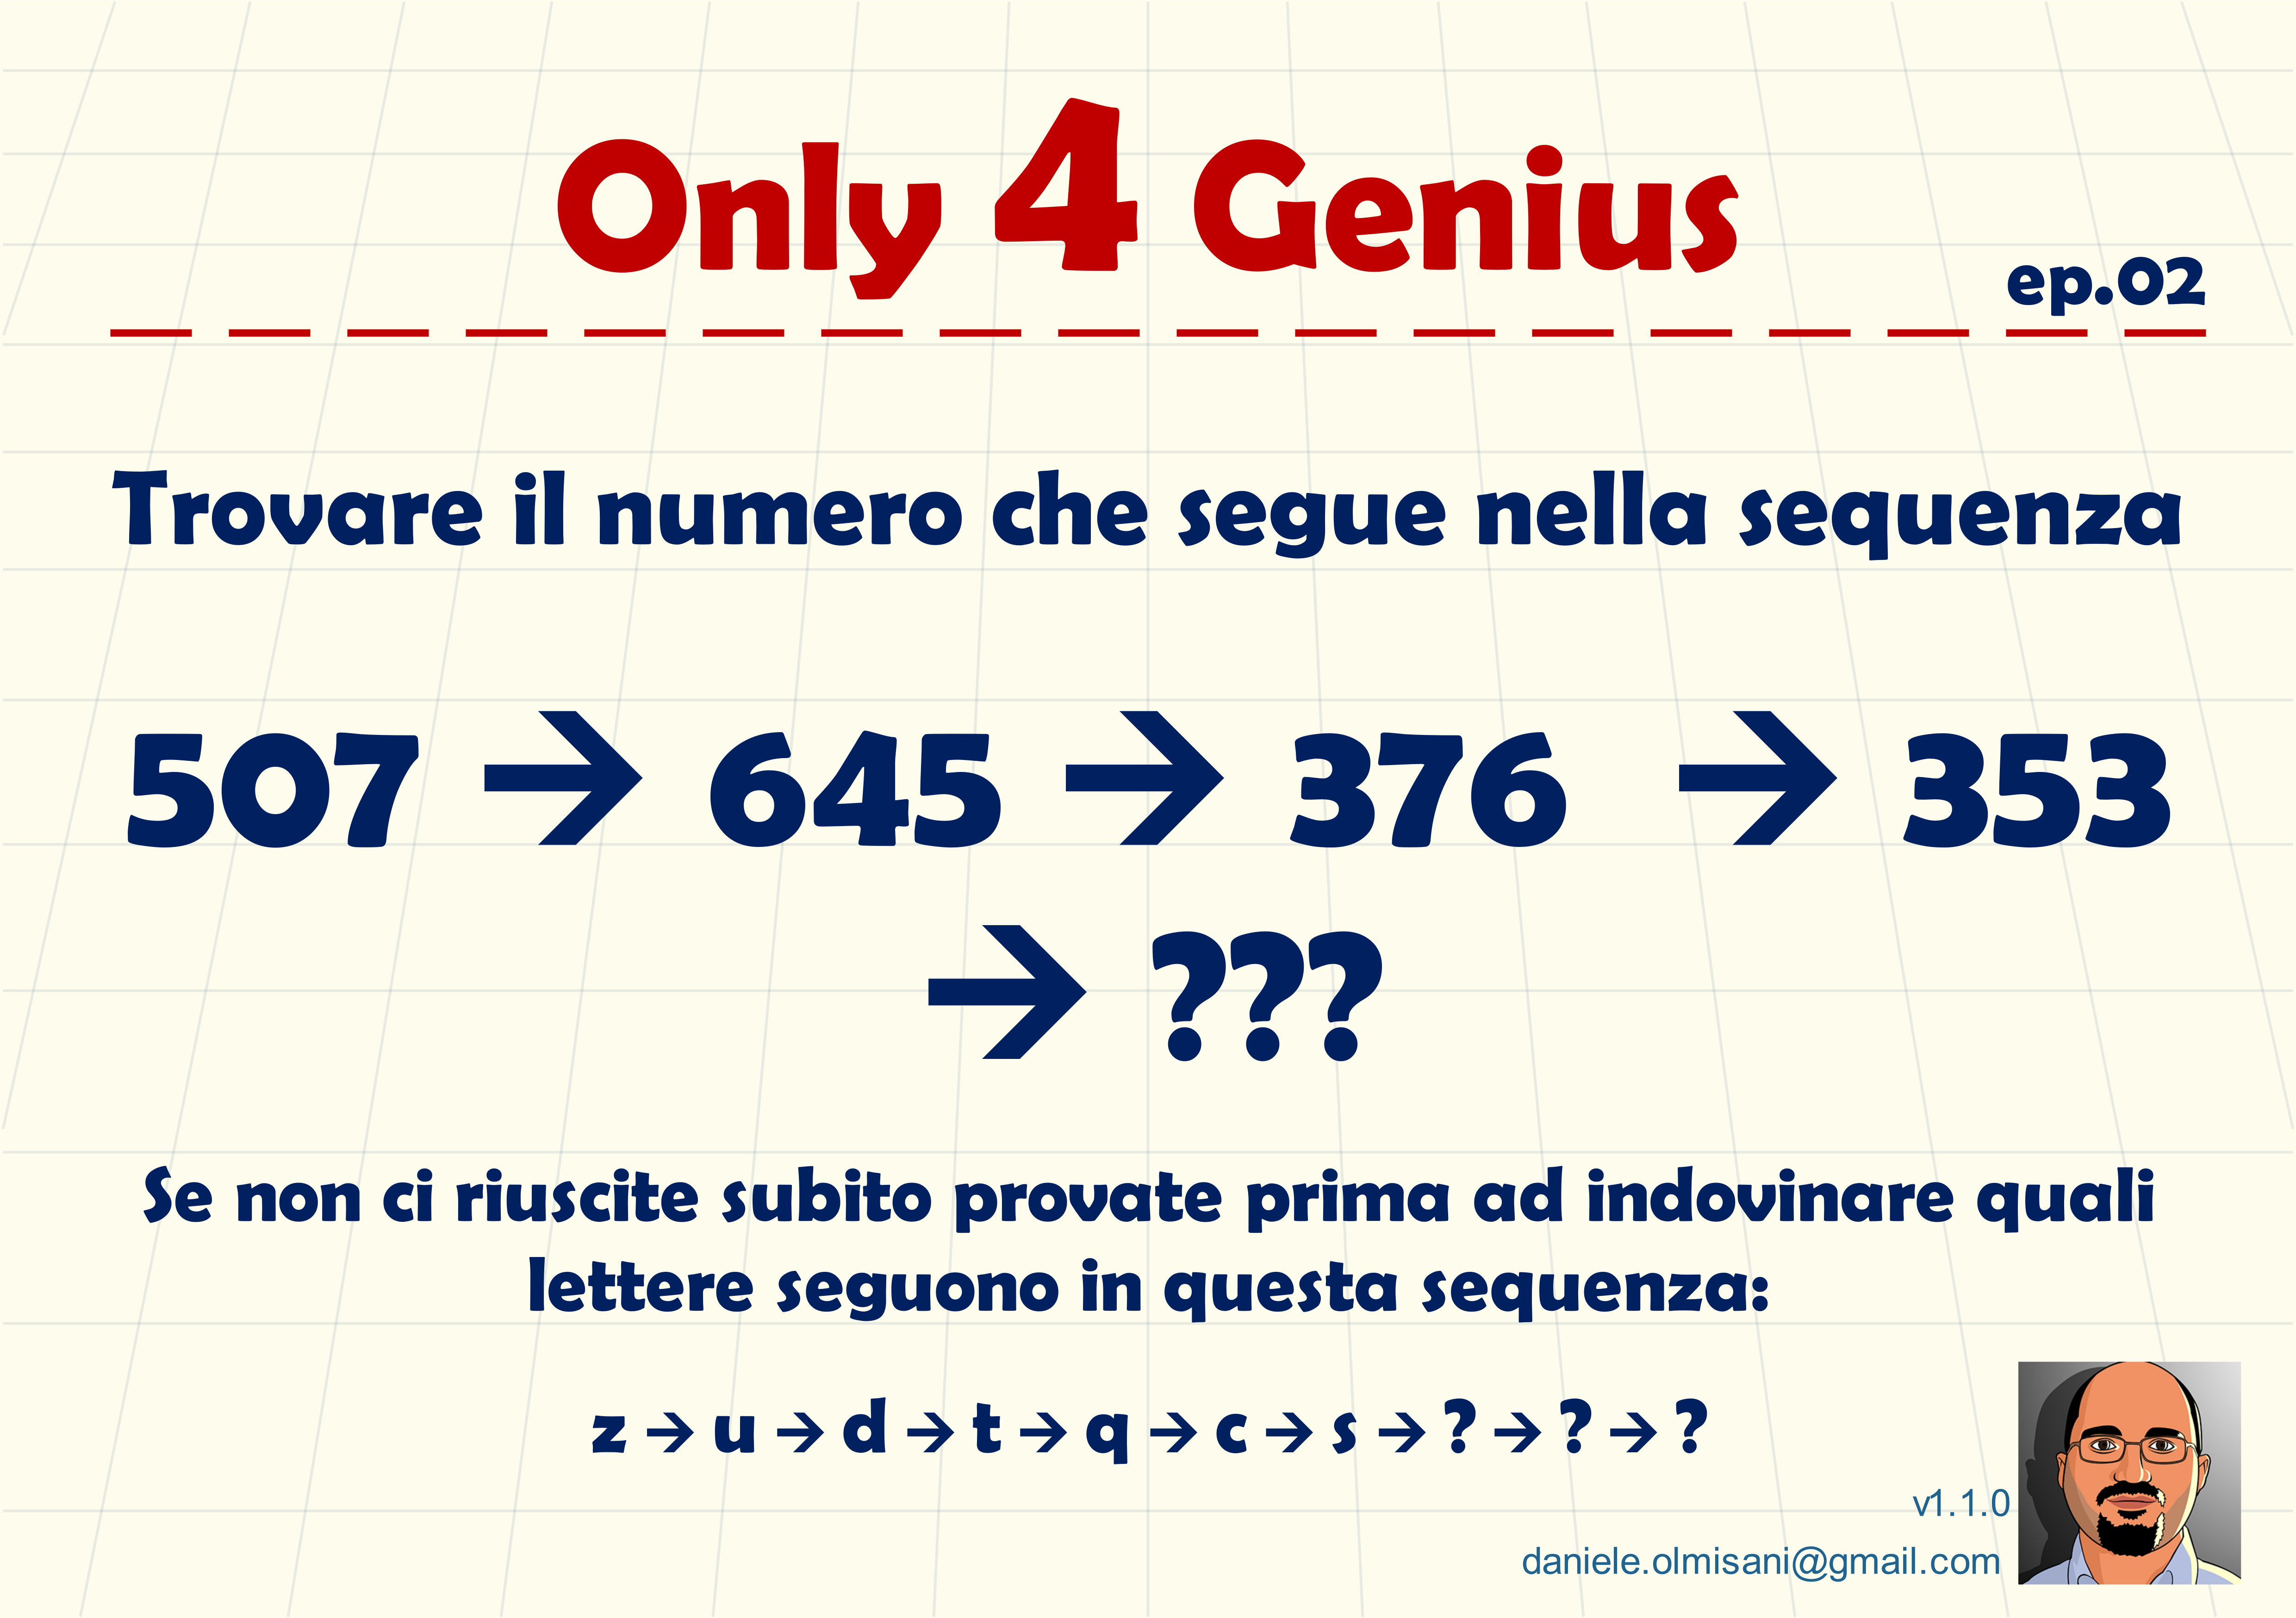 Only 4 Genius
ep.02
Trovare il numero che segue nella sequenza
507 → 645 → 376 → 353
→ ???
Se non ci riuscite subito provate prima ad indovinare quali
lettere seguono in questa sequenza:
z → u → d → t → q → c → s → ? → ? → ?
v1.1.0
daniele.olmisani@gmail.com